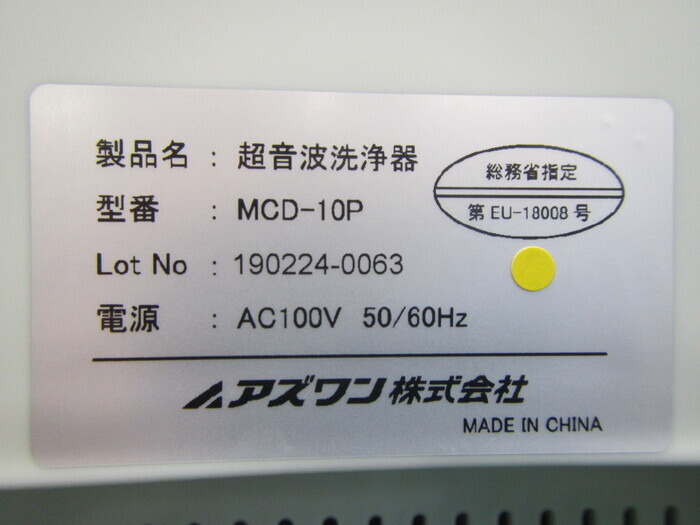 製品名 : 超音波洗浄器
型番 : MCD-10P
Lot No : 190224-0063
電源 : AC100V 50/60Hz
総務省指定
第 EU-18008 号
アズワン株式会社
MADE IN CHINA